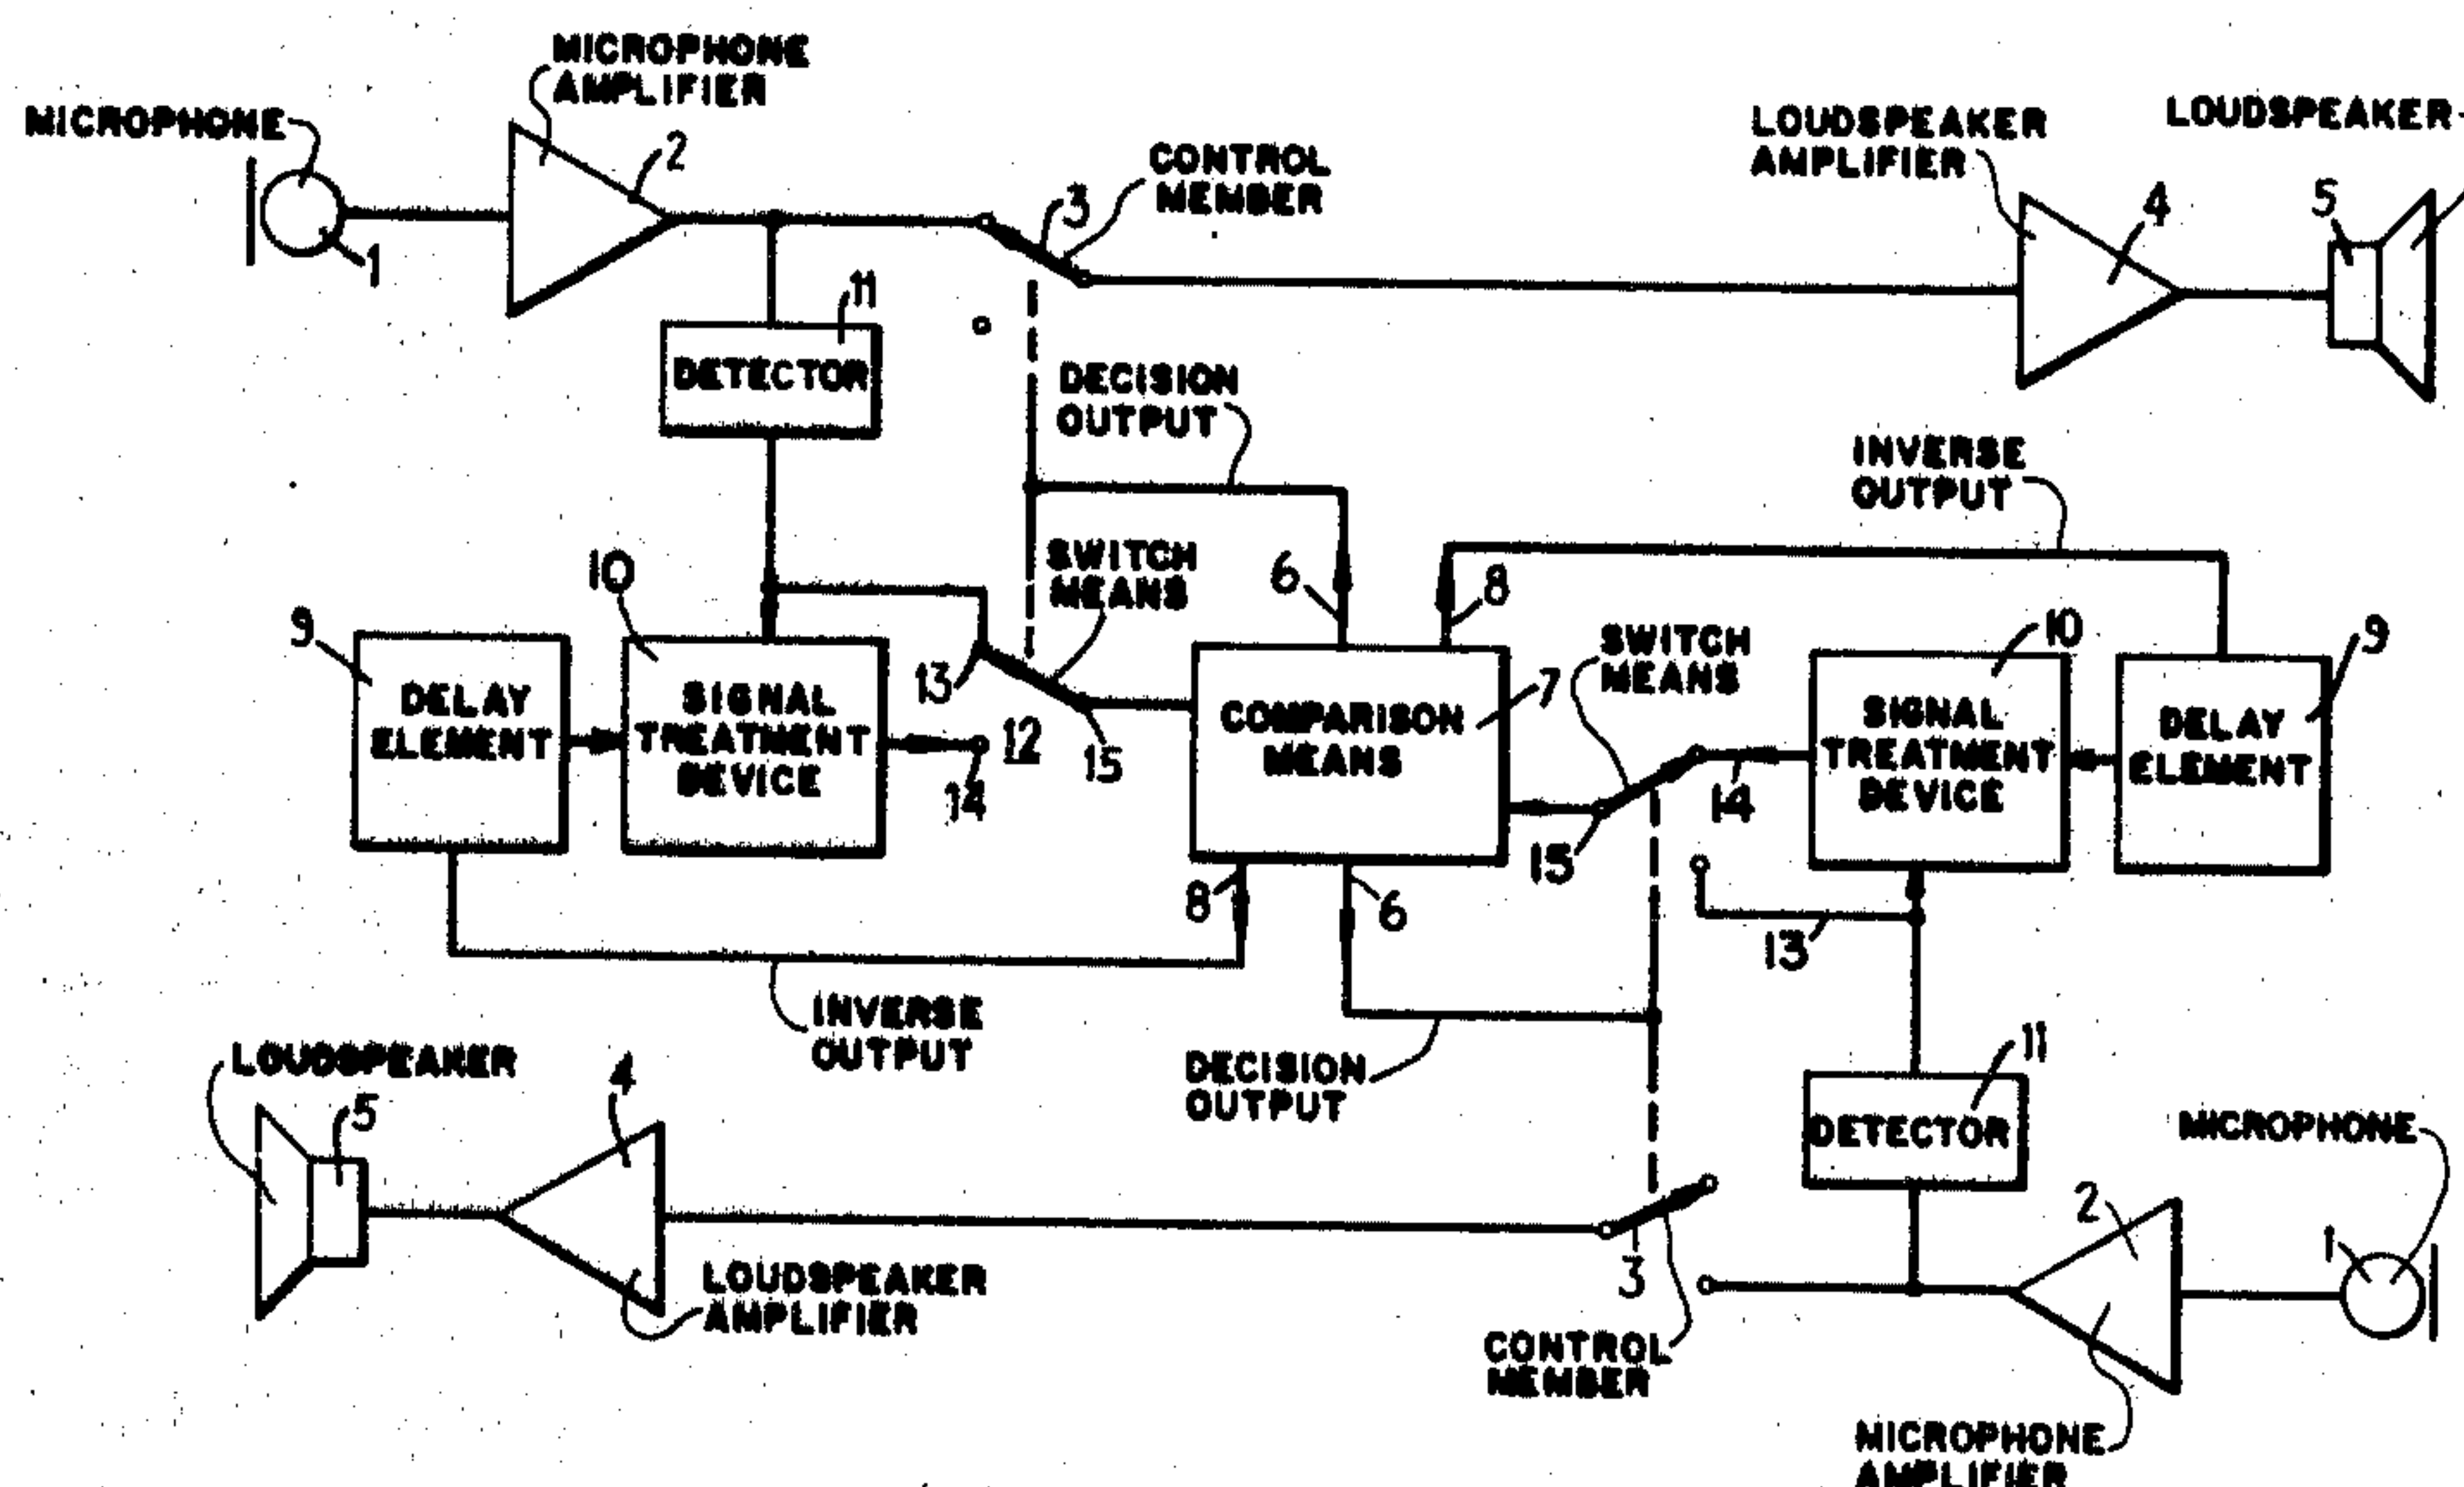 MICROPHONE
AMPLIFIER
MICROPHONE
2
1
CONTROL
MEMBER
3
LOUDSPEAKER
AMPLIFIER
LOUDSPEAKER
4
5
11
DETECTOR
DECISION
OUTPUT
INVERSE
OUTPUT
10
SWITCH
MEANS
6
8
9
10
9
SWITCH
MEANS
DELAY
ELEMENT
SIGNAL
TREATMENT
DEVICE
13
12
14
15
COMPARISON
MEANS
7
SIGNAL
TREATMENT
DEVICE
DELAY
ELEMENT
14
15
8
6
13
INVERSE
OUTPUT
DECISION
OUTPUT
11
LOUDSPEAKER
5
4
DETECTOR
MICROPHONE
2
1
LOUDSPEAKER
AMPLIFIER
3
CONTROL
MEMBER
MICROPHONE
AMPLIFIER